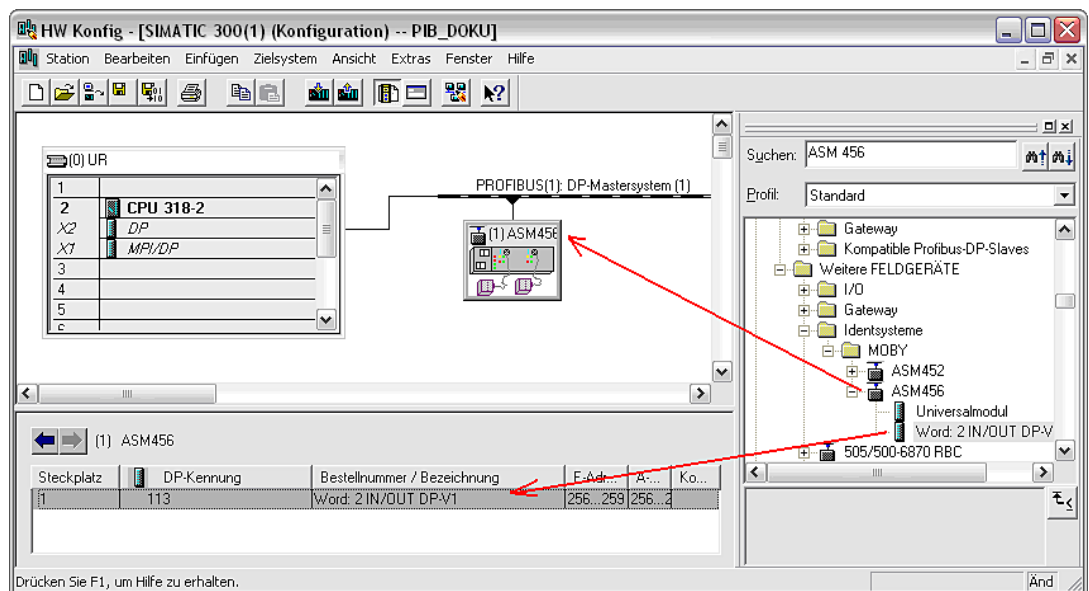 HW Konfig - [SIMATIC 300(1) (Konfiguration) -- PIB_DOKU]
Station Bearbeiten Einfügen Zielsystem Ansicht Extras Fenster Hilfe
(0) UR
1
2 CPU 318-2
X2 DP
X1 MPI/DP
3
4
5
PROFIBUS(1): DP-Mastersystem (1)
(1) ASM456
Suchen: ASM 456
Profil: Standard
Gateway
Kompatible Profibus-DP-Slaves
Weitere FELDGERÄTE
I/O
Gateway
Identsysteme
MOBY
ASM452
ASM456
Universalmodul
Word: 2 IN/OUT DP-V
505/500-6870 RBC
(1) ASM456
Steckplatz DP-Kennung Bestellnummer / Bezeichnung E-Adr... A-... Ko...
1 113 Word: 2 IN/OUT DP-V1 256...259 256...2
Drücken Sie F1, um Hilfe zu erhalten.
Änd